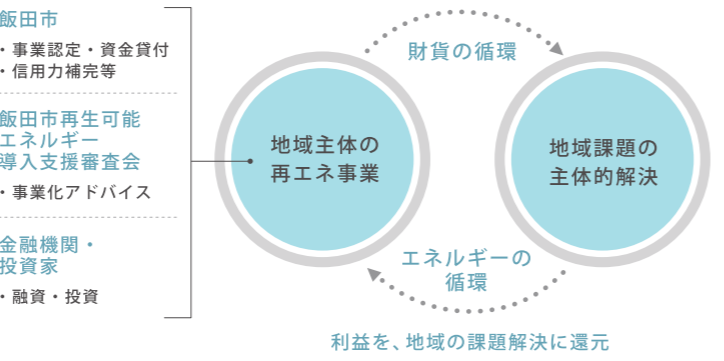 飯田市
・事業認定・資金貸付
・信用力補完等
飯田市再生可能
エネルギー
導入支援審査会
・事業化アドバイス
金融機関・
投資家
・融資・投資
財貨の循環
地域主体の
再エネ事業
地域課題の
主体的解決
エネルギーの
循環
利益を、地域の課題解決に還元